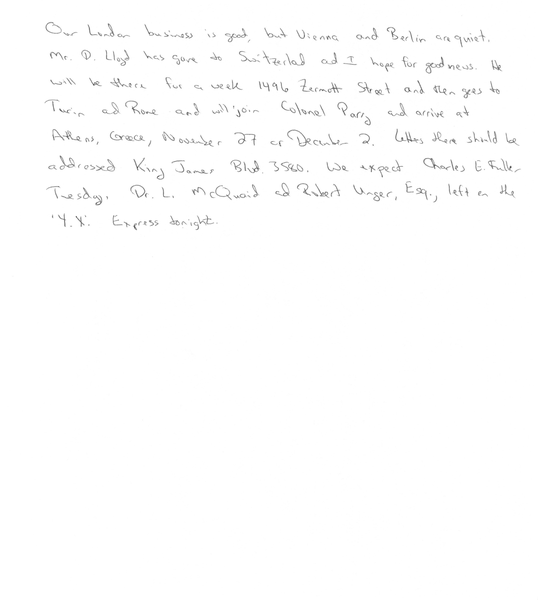 Our London business is good, but Vienna and Berlin are quiet.
Mr. D. Lloyd has gone to Switzerlad ad I hope for good news. He
will be there for a week 1496 Zermott Street and then goes to
Turin ad Rome and will join Colonel Parry and arrive at
Athens, Greece, November 27 or December 2. Letters there should be
addressed King James Blvd. 3580. We expect Charles E. Fuller
Tuesday. Dr. L. McQuaid ad Robert Unger, Esq., left on the
'Y.X.' Express tonight.